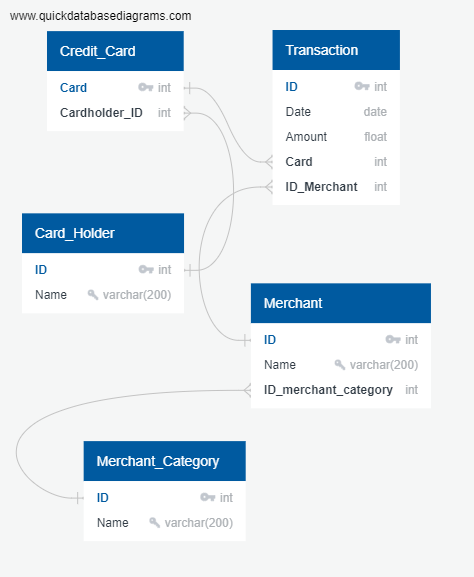 www.quickdatabasediagrams.com
Credit_Card
Card int
Cardholder_ID int
Transaction
ID int
Date date
Amount float
Card int
ID_Merchant int
Card_Holder
ID int
Name varchar(200)
Merchant
ID int
Name varchar(200)
ID_merchant_category int
Merchant_Category
ID int
Name varchar(200)